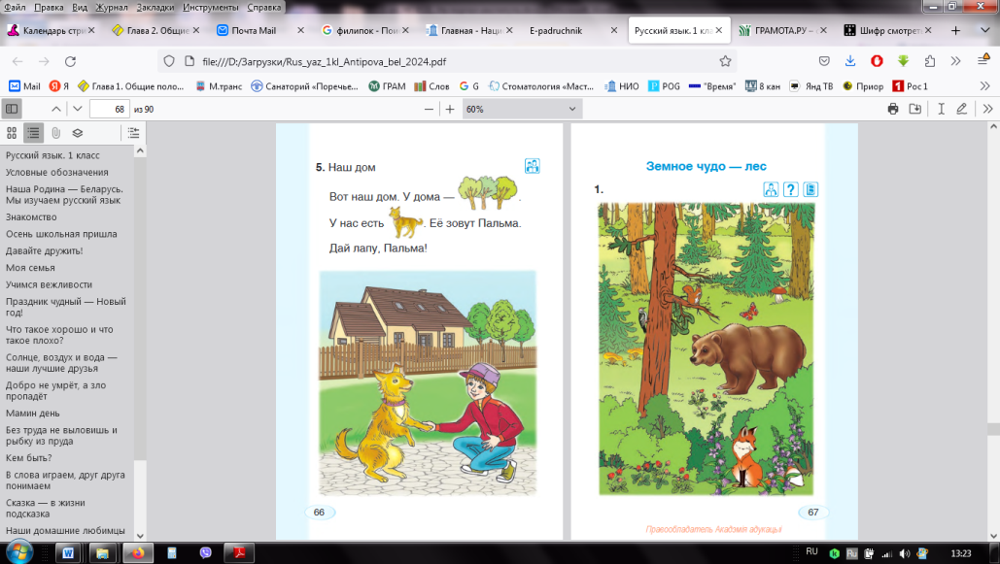 Файл Правка Вид Журнал Закладки Инструменты Справка
Календарь стри
Глава 2. Общие
Почта Mail
филипок - Пои
Главная - Наци
E-padruchnik
Русский язык. 1 кла
ГРАМОТА.РУ –
Шифр смотреть
file:///D:/Загрузки/Rus_yaz_1kl_Antipova_bel_2024.pdf
Mail
Я
Глава 1. Общие поло...
М.транс
Санаторий «Поречье...
ГРАМ
Слов
G
Стоматология «Маст...
НИО
POG
"Время"
8 кан
Янд ТВ
Приор
Рос 1
68 из 90
60%
Русский язык. 1 класс
Условные обозначения
Наша Родина — Беларусь.
Мы изучаем русский язык
Знакомство
Осень школьная пришла
Давайте дружить!
Моя семья
Учимся вежливости
Праздник чудный — Новый
год!
Что такое хорошо и что
такое плохо?
Солнце, воздух и вода —
наши лучшие друзья
Добро не умрёт, а зло
пропадёт
Мамин день
Без труда не выловишь и
рыбку из пруда
Кем быть?
В слова играем, друг друга
понимаем
Сказка — в жизни
подсказка
Наши домашние любимцы
5. Наш дом
Вот наш дом. У дома — .
У нас есть . Её зовут Пальма.
Дай лапу, Пальма!
66
Земное чудо — лес
1.
?
67
Правообладатель Акадэмія адукацыі
RU
Ru
13:23